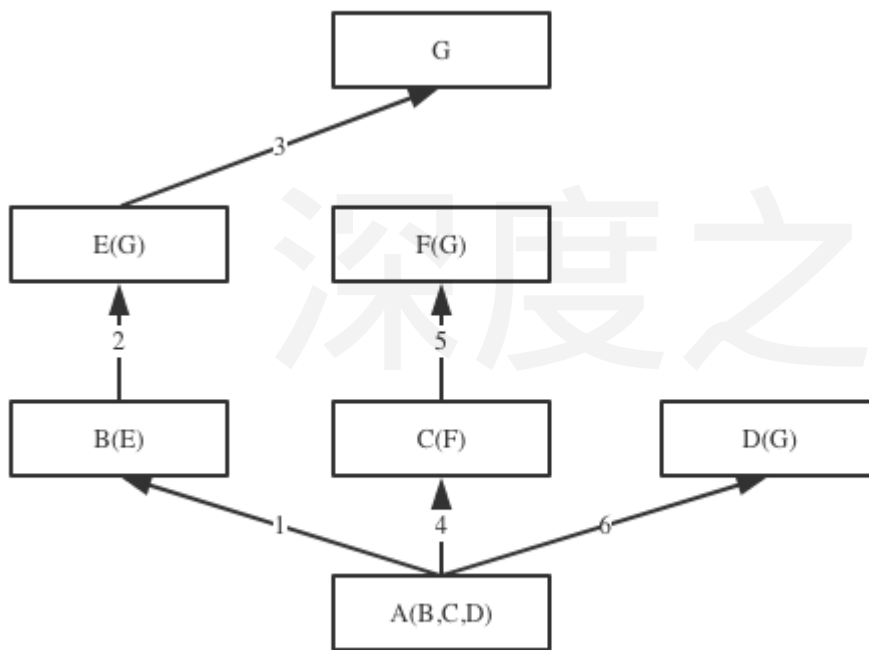 G
3
E(G)
F(G)
2
5
B(E)
C(F)
D(G)
1
4
6
A(B,C,D)
深度之